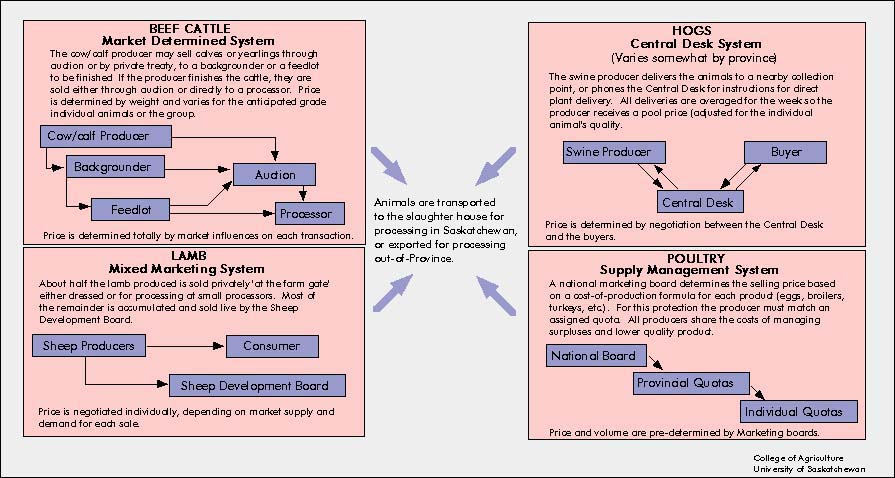 BEEF CATTLE
Market Determined System
The cow/calf producer may sell calves or yearlings through
auction or by private treaty, to a backgrounder or a feedlot
to be finished If the producer finishes the cattle, they are
sold either through auction or directly to a processor. Price
is determined by weight and varies for the anticipated grade
individual animals or the group.
Cow/calf Producer
Backgrounder
Auction
Feedlot
Processor
Price is determined totally by market influences on each transaction.
HOGS
Central Desk System
(Varies somewhat by province)
The swine producer delivers the animals to a nearby collection
point, or phones the Central Desk for instructions for direct
plant delivery. All deliveries are averaged for the week so the
producer receives a pool price (adjusted for the individual
animal's quality.
Swine Producer
Buyer
Central Desk
Price is determined by negotiation between the Central Desk
and the buyers.
Animals are transported
to the slaughter house for
processing in Saskatchewan,
or exported for processing
out-of-Province.
LAMB
Mixed Marketing System
About half the lamb produced is sold privately 'at the farm gate'
either dressed or for processing at small processors. Most of
the remainder is accumulated and sold live by the Sheep
Development Board.
Sheep Producers
Consumer
Sheep Development Board
Price is negotiated individually, depending on market supply and
demand for each sale.
POULTRY
Supply Management System
A national marketing board determines the selling price based
on a cost-of-production formula for each product (eggs, broilers,
turkeys, etc.). For this protection the producer must match an
assigned quota. All producers share the costs of managing
surpluses and lower quality product.
National Board
Provincial Quotas
Individual Quotas
Price and volume are pre-determined by Marketing boards.
College of Agriculture
University of Saskatchewan